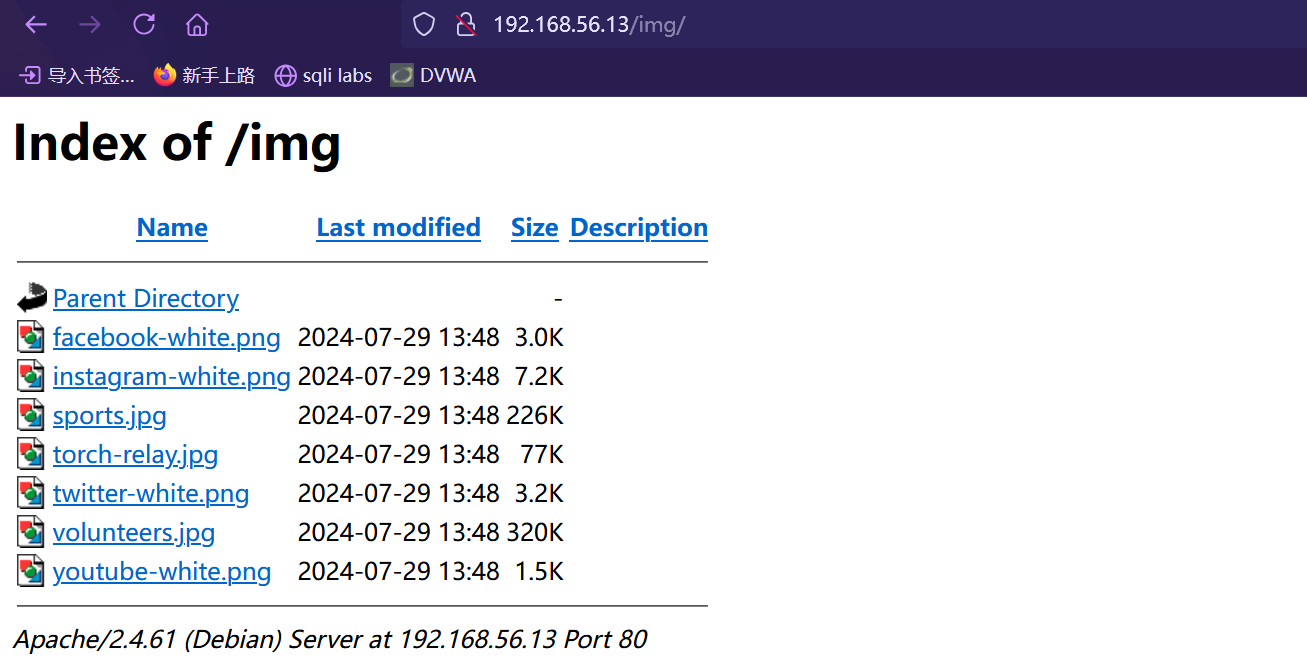 192.168.56.13/img/
导入书签... 新手上路 sqli labs DVWA
Index of /img
Name Last modified Size Description
Parent Directory -
facebook-white.png 2024-07-29 13:48 3.0K
instagram-white.png 2024-07-29 13:48 7.2K
sports.jpg 2024-07-29 13:48 226K
torch-relay.jpg 2024-07-29 13:48 77K
twitter-white.png 2024-07-29 13:48 3.2K
volunteers.jpg 2024-07-29 13:48 320K
youtube-white.png 2024-07-29 13:48 1.5K
Apache/2.4.61 (Debian) Server at 192.168.56.13 Port 80